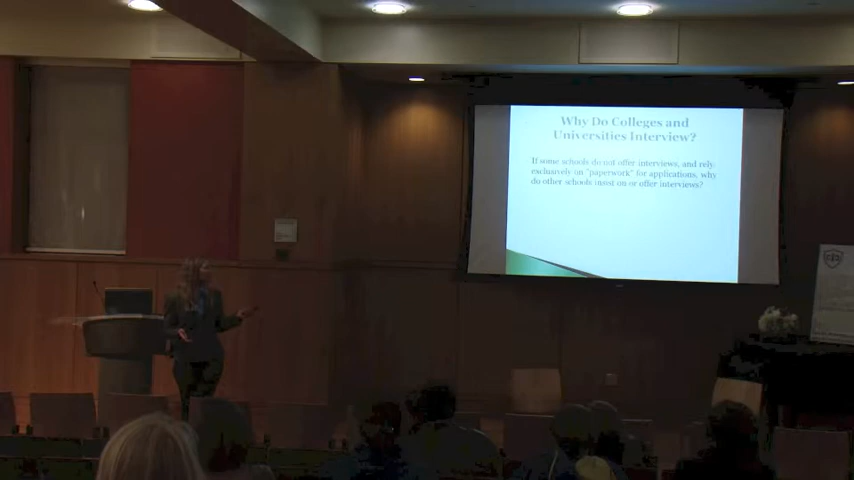 Why Do Colleges and
Universities Interview?
If some schools do not offer interviews, and rely
exclusively on "paperwork" for applications, why
do other schools insist on or offer interviews?